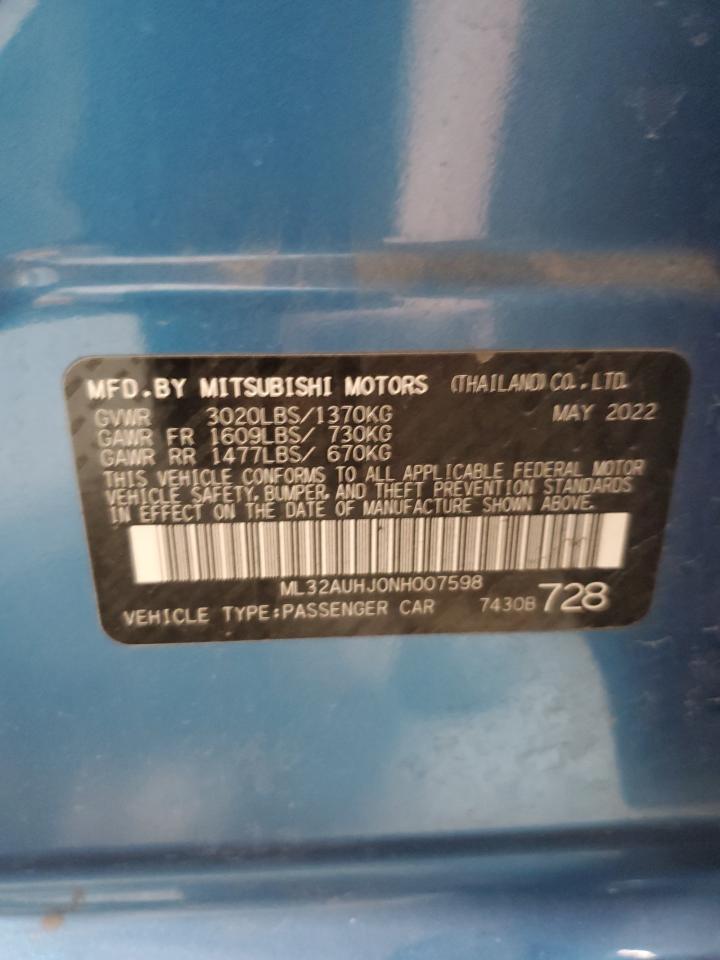 MFD.BY MITSUBISHI MOTORS (THAILAND) CO., LTD.
GVWR 3020LBS/1370KG MAY 2022
GAWR FR 1609LBS/ 730KG
GAWR RR 1477LBS/ 670KG
THIS VEHICLE CONFORMS TO ALL APPLICABLE FEDERAL MOTOR
VEHICLE SAFETY, BUMPER, AND THEFT PREVENTION STANDARDS
IN EFFECT ON THE DATE OF MANUFACTURE SHOWN ABOVE.
ML32AUHJ0NH007598
VEHICLE TYPE:PASSENGER CAR 7430B 728